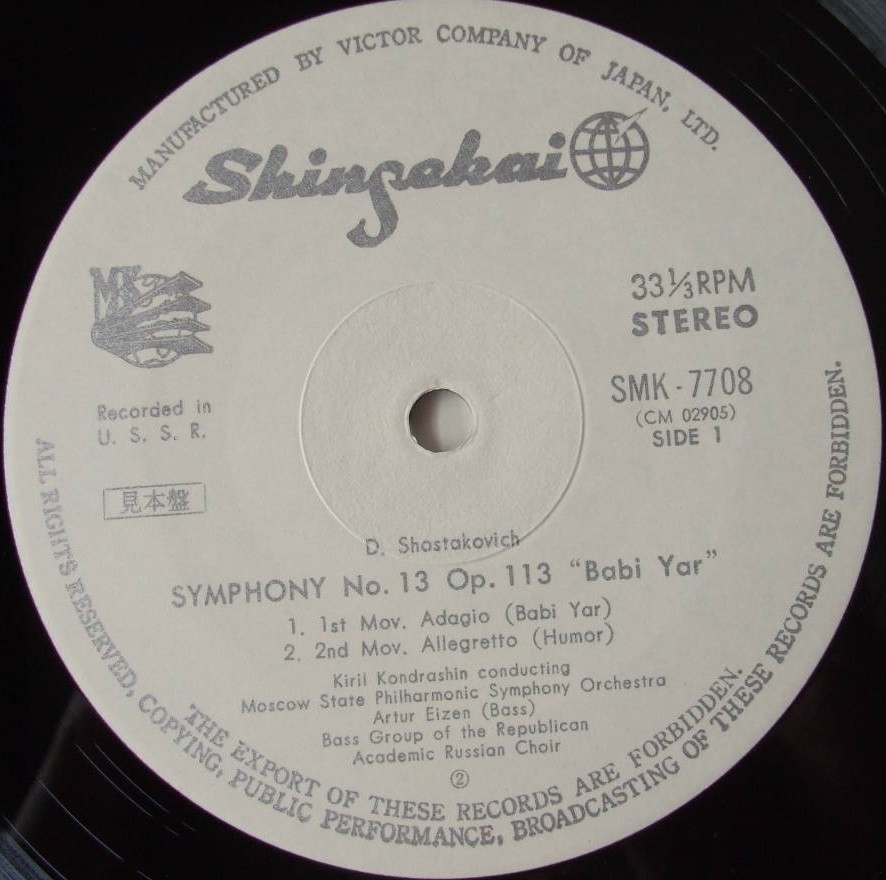 MANUFACTURED BY VICTOR COMPANY OF JAPAN, LTD.
Shinsekai
MK
33⅓RPM
STEREO
SMK-7708
(CM 02905)
SIDE 1
Recorded in
U. S. S. R.
見本盤
D. Shostakovich
SYMPHONY No. 13 Op. 113 "Babi Yar"
1. 1st Mov. Adagio (Babi Yar)
2. 2nd Mov. Allegretto (Humor)
Kiril Kondrashin conducting
Moscow State Philharmonic Symphony Orchestra
Artur Eizen (Bass)
Bass Group of the Republican
Academic Russian Choir
②
THE EXPORT OF THESE RECORDS ARE FORBIDDEN.
ALL RIGHTS RESERVED, COPYING, PUBLIC PERFORMANCE, BROADCASTING OF THESE RECORDS ARE FORBIDDEN.